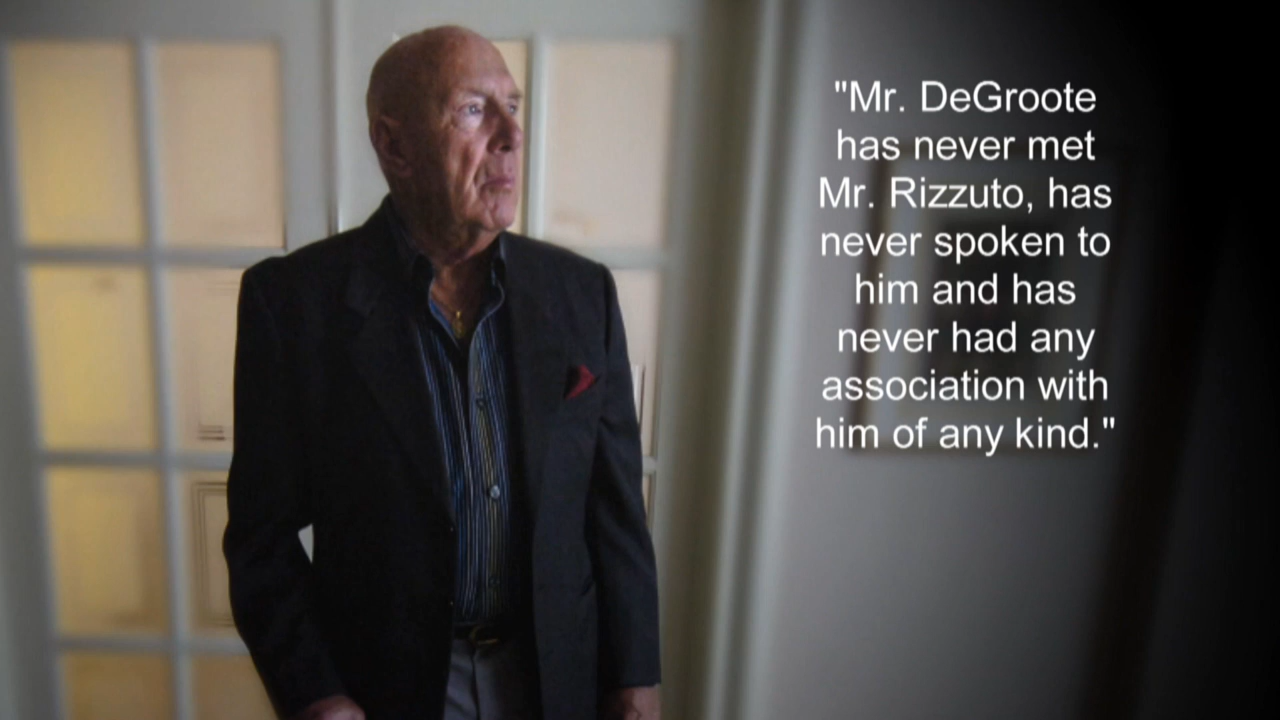 "Mr. DeGroote
has never met
Mr. Rizzuto, has
never spoken to
him and has
never had any
association with
him of any kind."